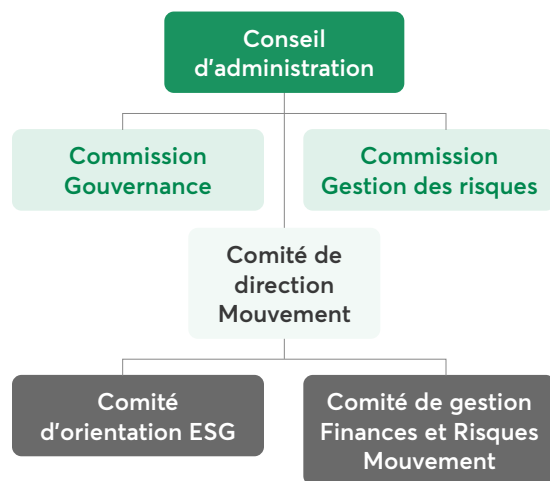 Conseil
d'administration
Commission
Gouvernance
Commission
Gestion des risques
Comité de
direction
Mouvement
Comité
d'orientation ESG
Comité de gestion
Finances et Risques
Mouvement